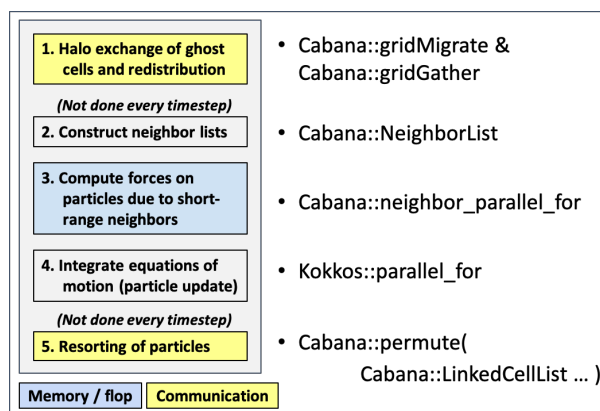 1. Halo exchange of ghost
cells and redistribution
• Cabana::gridMigrate &
Cabana::gridGather
(Not done every timestep)
2. Construct neighbor lists
• Cabana::NeighborList
3. Compute forces on
particles due to short-
range neighbors
• Cabana::neighbor_parallel_for
4. Integrate equations of
motion (particle update)
• Kokkos::parallel_for
(Not done every timestep)
5. Resorting of particles
• Cabana::permute(
Cabana::LinkedCellList ... )
Memory / flop
Communication